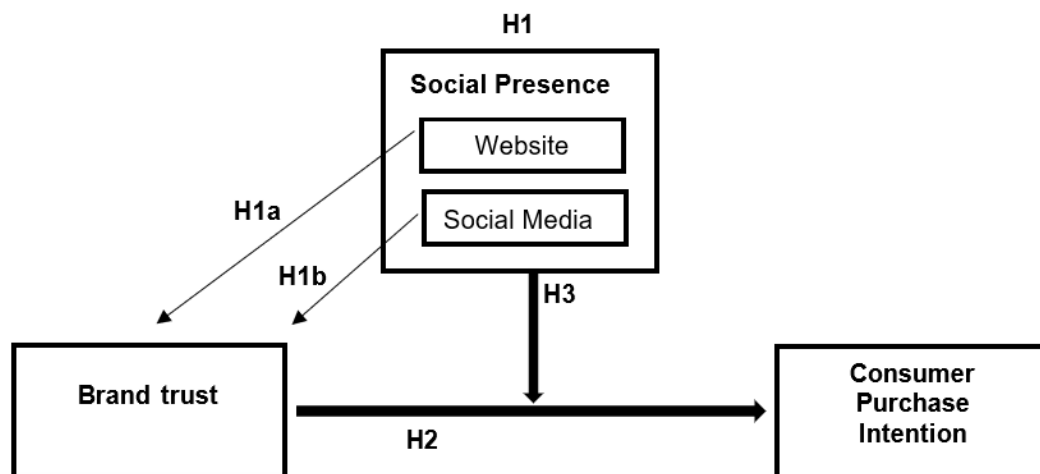 H1
Social Presence
Website
Social Media
H1a
H1b
H3
Brand trust
H2
Consumer
Purchase
Intention